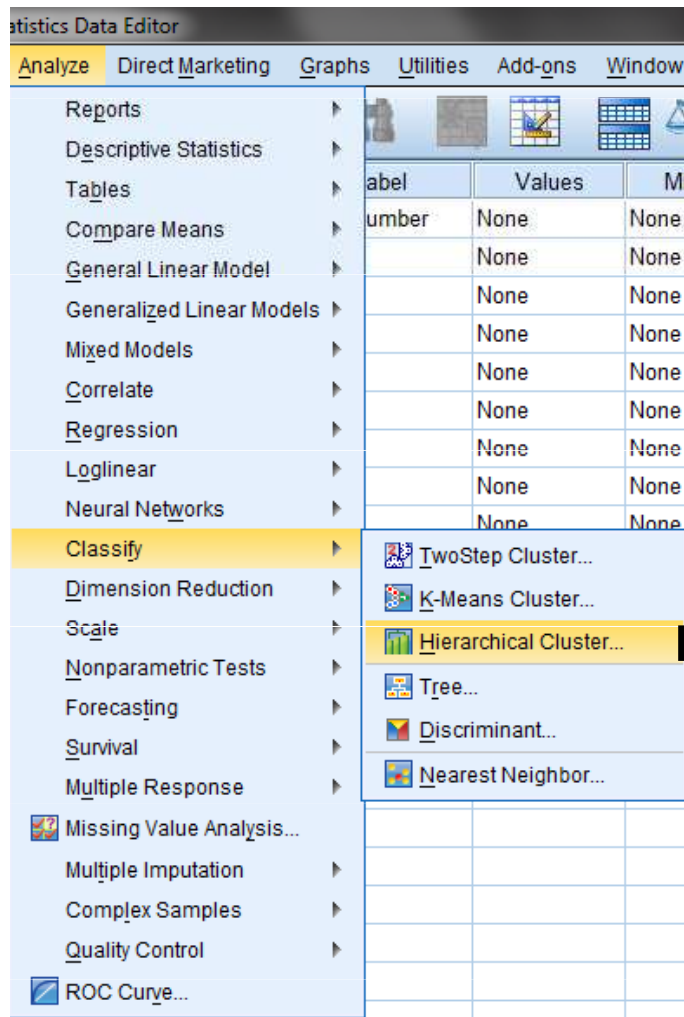 atistics Data Editor
Analyze Direct Marketing Graphs Utilities Add-ons Window
Reports
Descriptive Statistics
Tables abel Values M
Compare Means umber None None
General Linear Model None None
Generalized Linear Models None None
Mixed Models None None
Correlate None None
Regression None None
Loglinear None None
Neural Networks None None
None None
Classify
TwoStep Cluster...
Dimension Reduction
K-Means Cluster...
Scale
Hierarchical Cluster...
Nonparametric Tests
Tree...
Forecasting
Discriminant...
Survival
Nearest Neighbor...
Multiple Response
Missing Value Analysis...
Multiple Imputation
Complex Samples
Quality Control
ROC Curve...